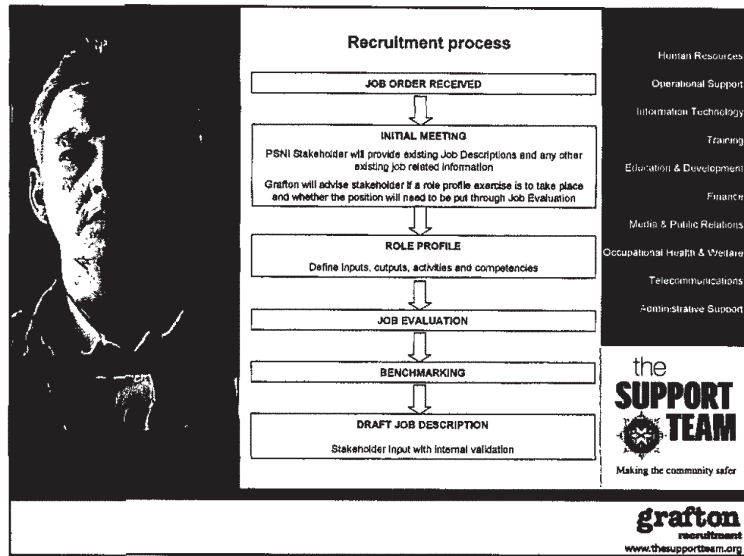 Recruitment process
JOB ORDER RECEIVED
INITIAL MEETING
PSNI Stakeholder will provide existing Job Descriptions and any other
existing job related information
Grafton will advise stakeholder if a role profile exercise is to take place
and whether the position will need to be put through Job Evaluation
ROLE PROFILE
Define inputs, outputs, activities and competencies
JOB EVALUATION
BENCHMARKING
DRAFT JOB DESCRIPTION
Stakeholder input with internal validation
Human Resources
Operational Support
Information Technology
Training
Education & Development
Finance
Media & Public Relations
Occupational Health & Welfare
Telecommunications
Administrative Support
the
SUPPORT
TEAM
Making the community safer
grafton
recruitment
www.thesupportteam.org